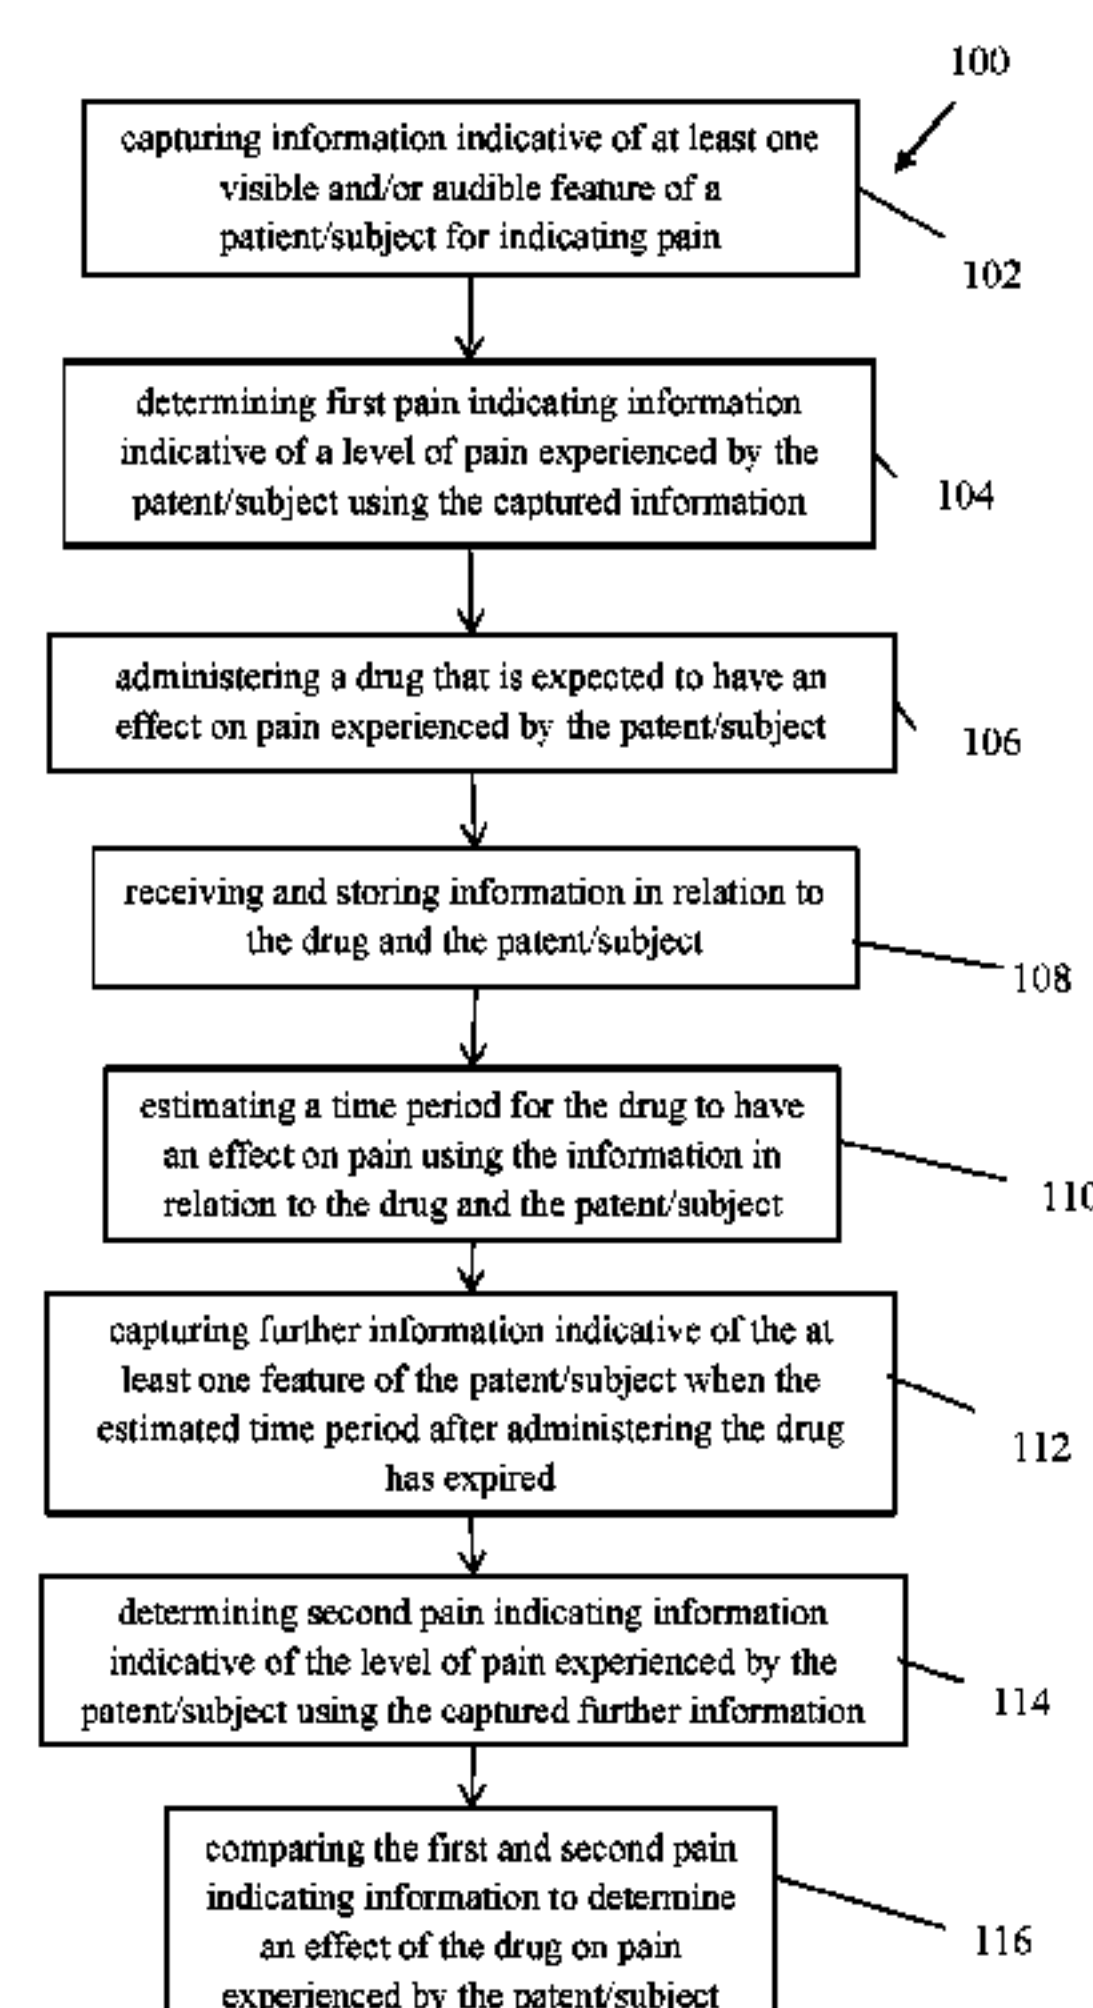 100
capturing information indicative of at least one
visible and/or audible feature of a
patient/subject for indicating pain
102
determining first pain indicating information
indicative of a level of pain experienced by the
patent/subject using the captured information
104
administering a drug that is expected to have an
effect on pain experienced by the patent/subject
106
receiving and storing information in relation to
the drug and the patent/subject
108
estimating a time period for the drug to have
an effect on pain using the information in
relation to the drug and the patent/subject
110
capturing further information indicative of the at
least one feature of the patent/subject when the
estimated time period after administering the drug
has expired
112
determining second pain indicating information
indicative of the level of pain experienced by the
patent/subject using the captured further information
114
comparing the first and second pain
indicating information to determine
an effect of the drug on pain
experienced by the patent/subject
116